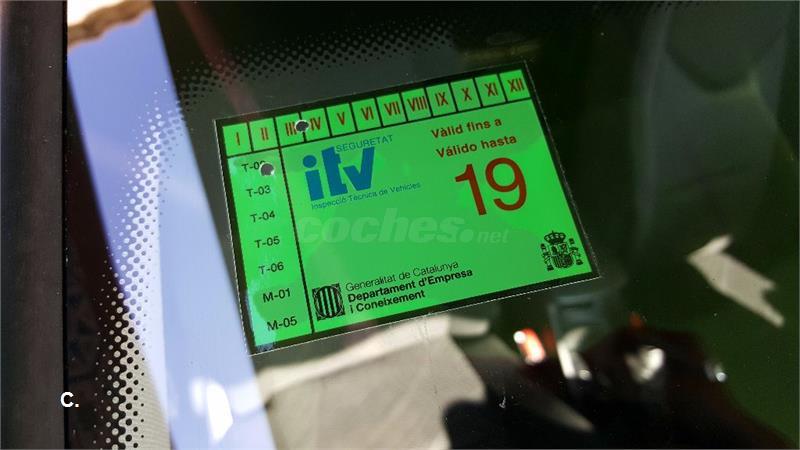 I II III IV V VI VII VIII IX X XI XII
T-02
T-03
T-04
T-05
T-06
M-01
M-05
SEGURETAT
itv
Inspecció Tècnica de Vehicles
Vàlid fins a
Válido hasta
19
coches.net
Generalitat de Catalunya
Departament d'Empresa
i Coneixement
C.